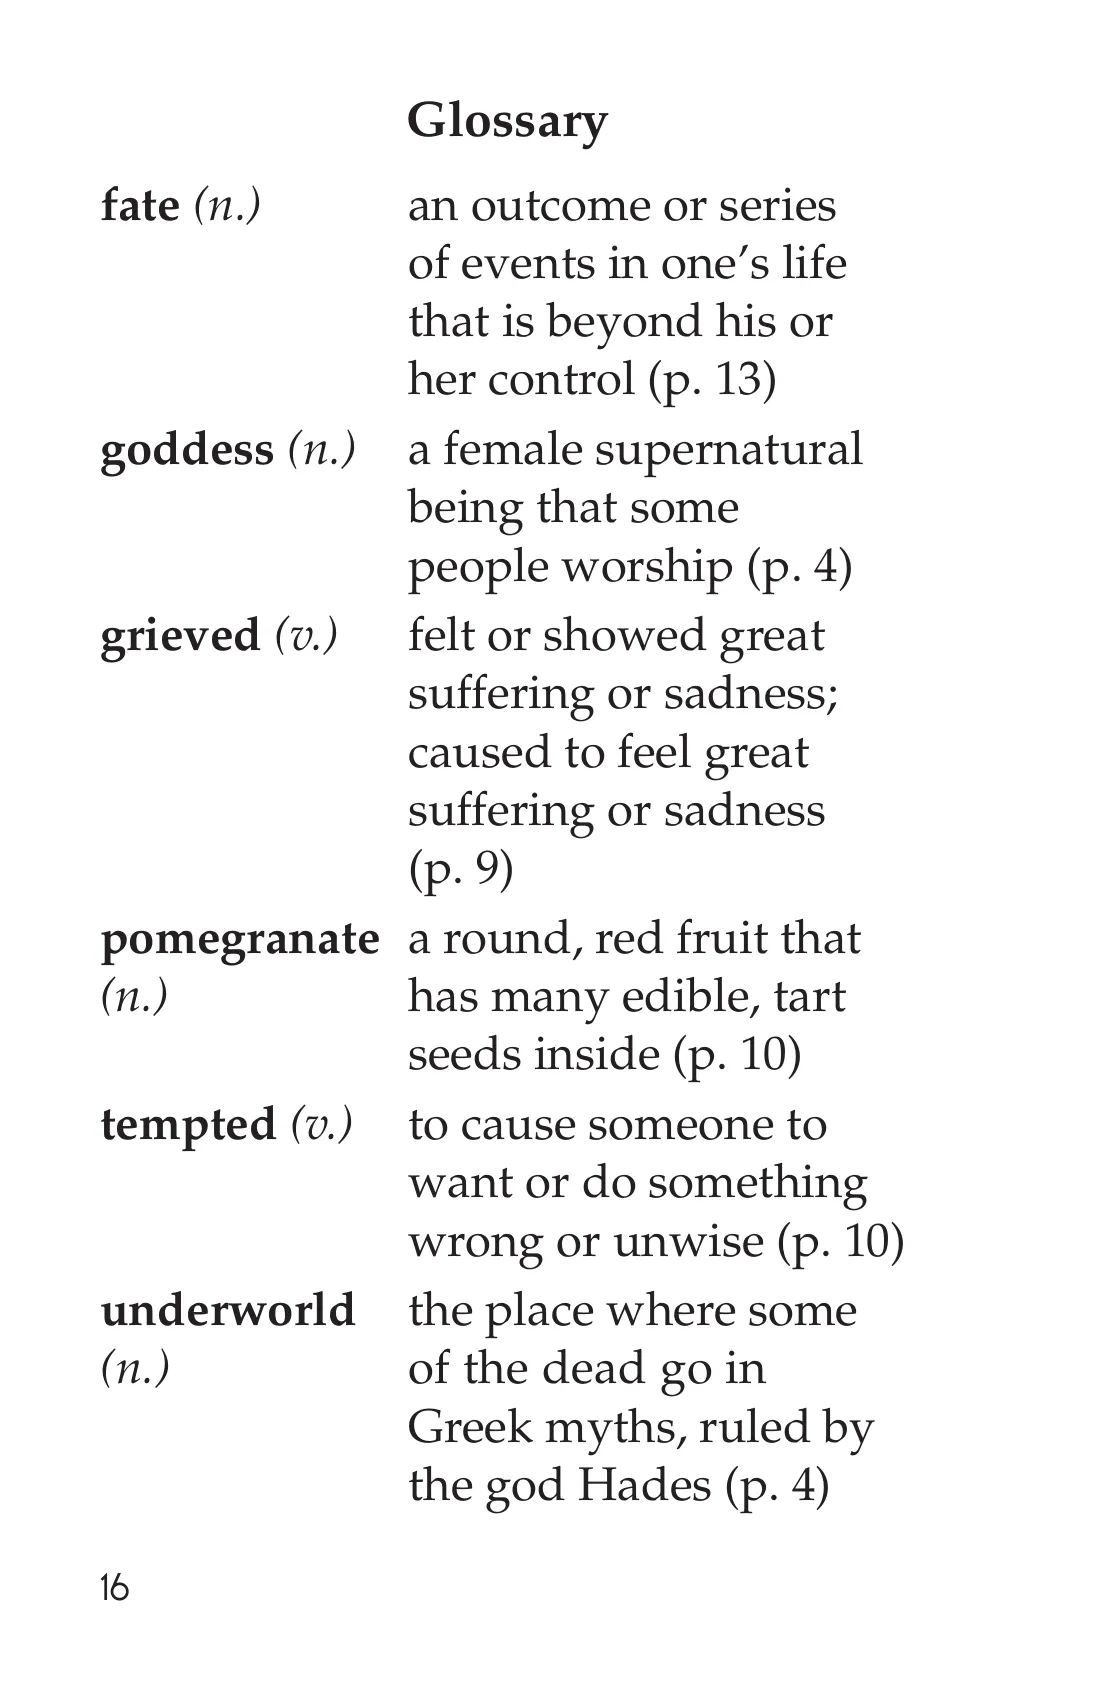 Glossary
fate (n.) an outcome or series
of events in one’s life
that is beyond his or
her control (p. 13)
goddess (n.) a female supernatural
being that some
people worship (p. 4)
grieved (v.) felt or showed great
suffering or sadness;
caused to feel great
suffering or sadness
(p. 9)
pomegranate a round, red fruit that
(n.) has many edible, tart
seeds inside (p. 10)
tempted (v.) to cause someone to
want or do something
wrong or unwise (p. 10)
underworld the place where some
(n.) of the dead go in
Greek myths, ruled by
the god Hades (p. 4)
16